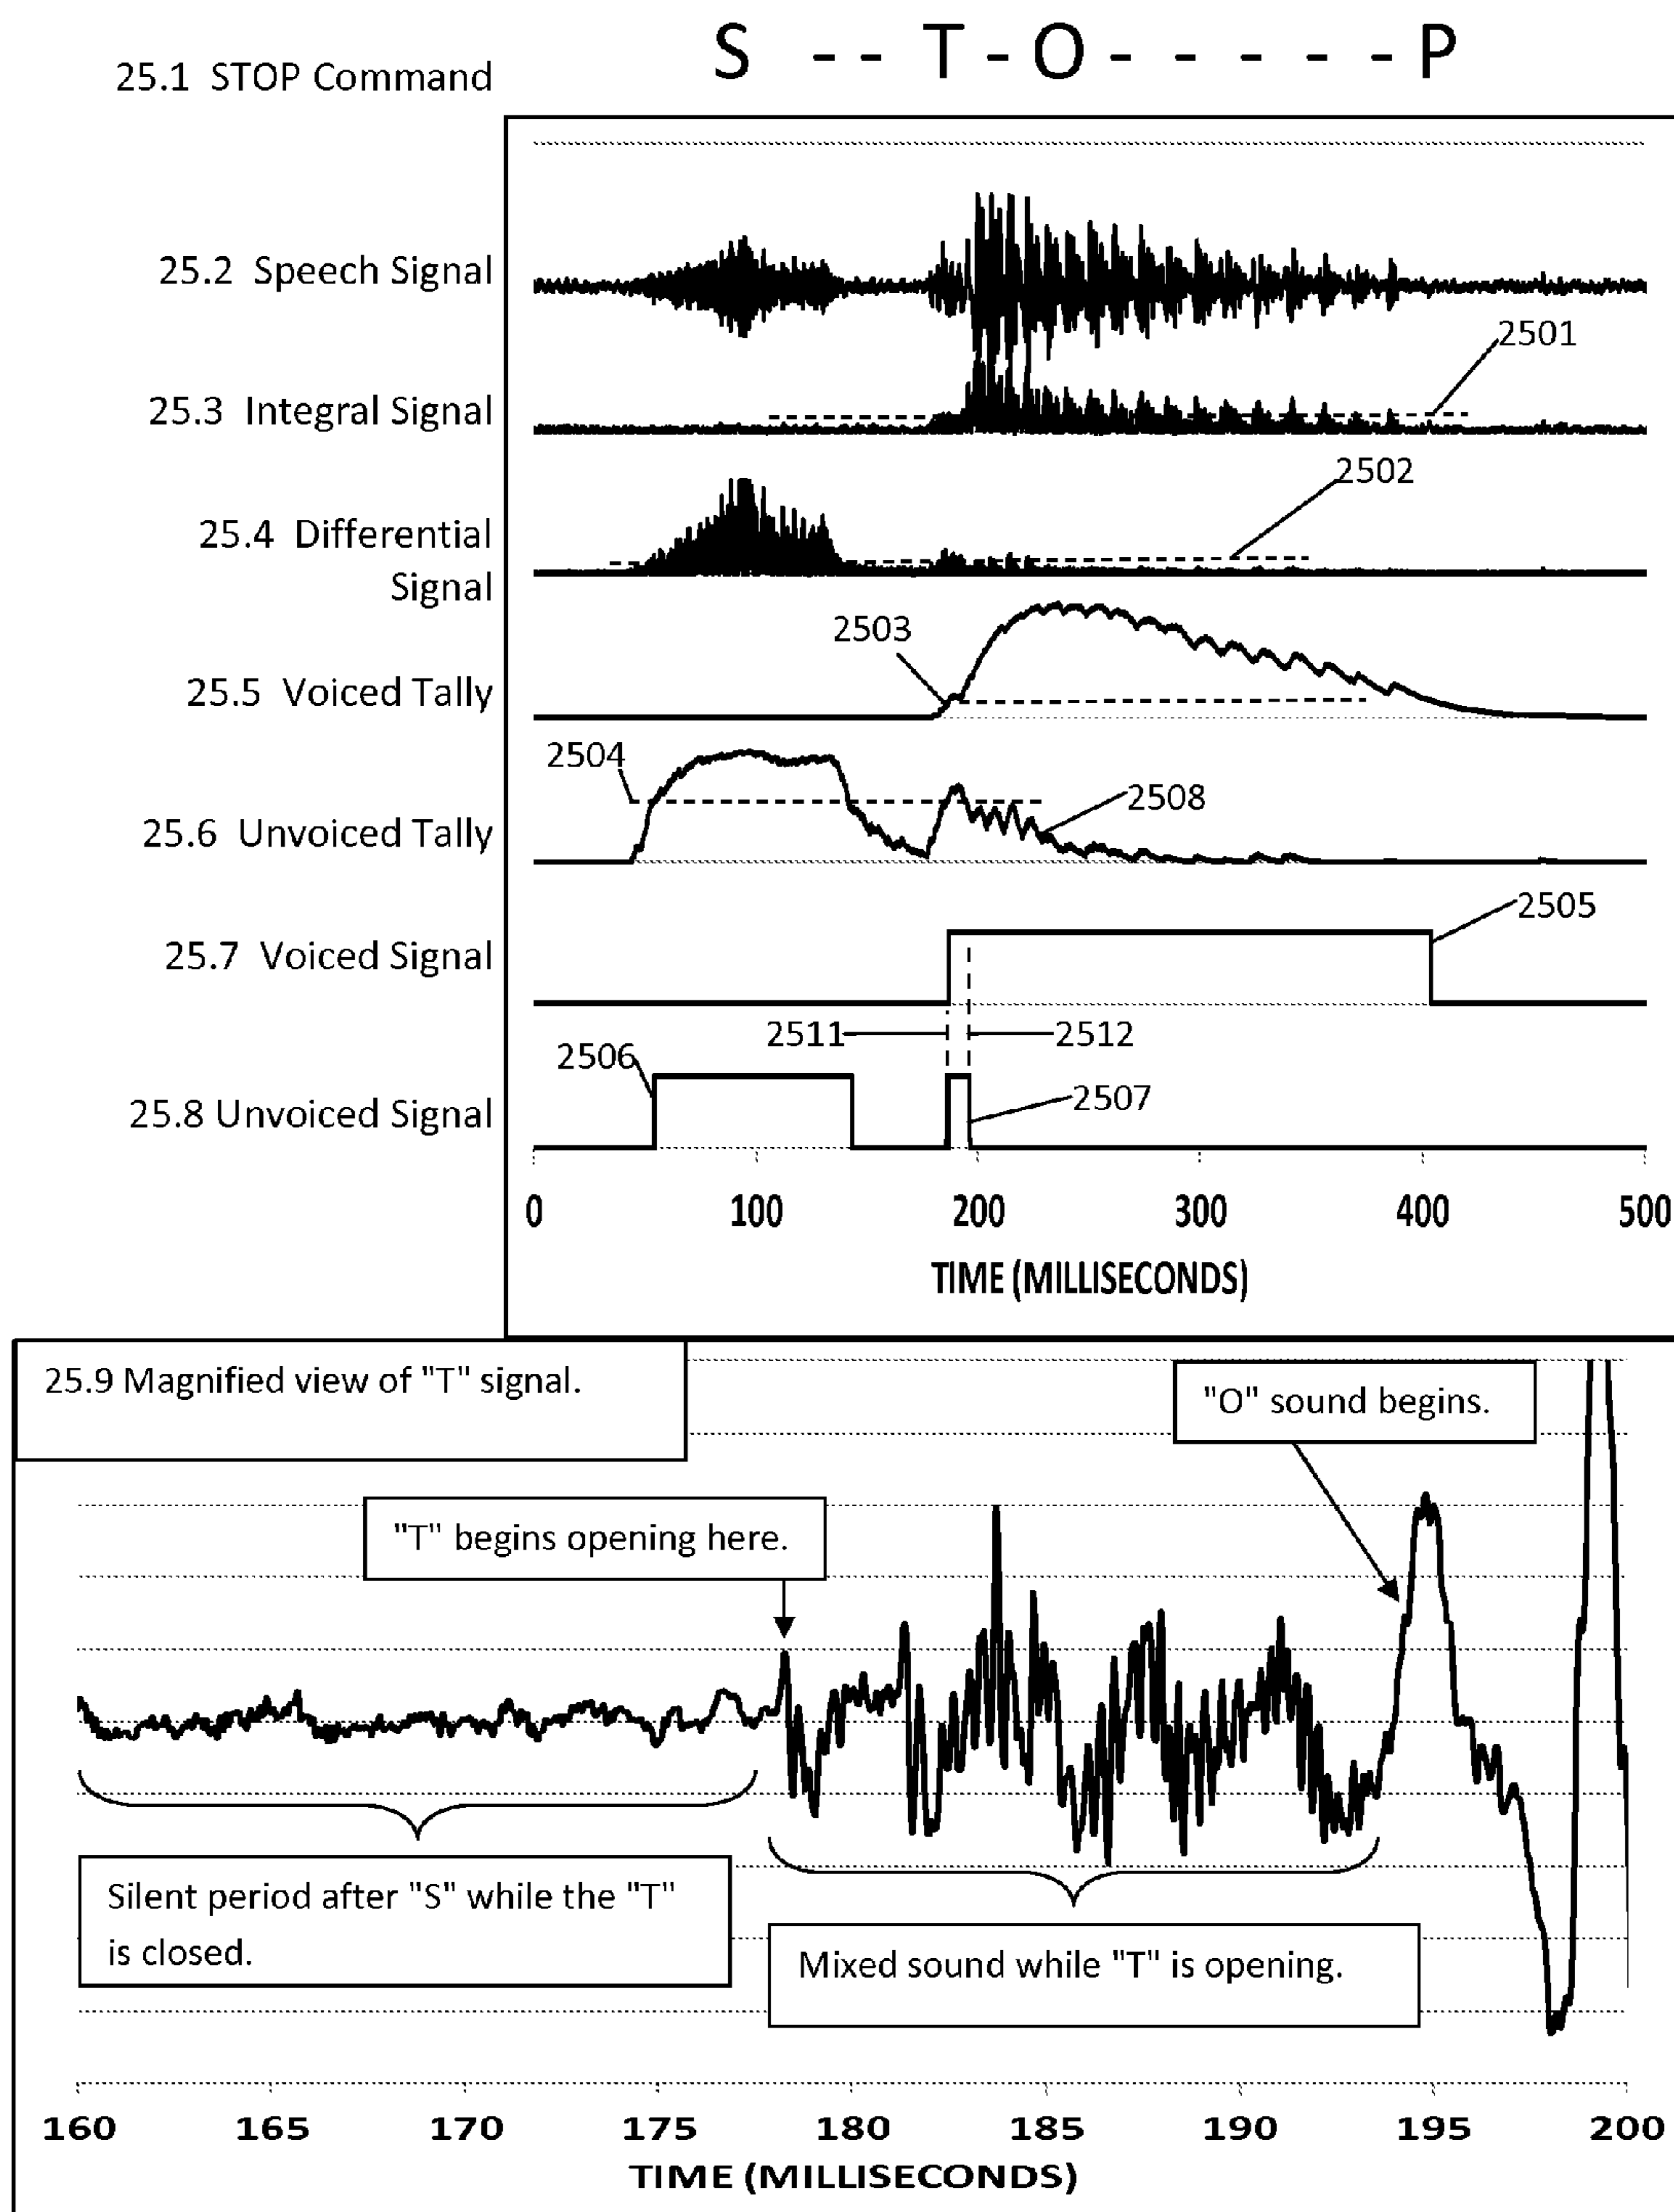 S -- T - O - - - - - P
25.1 STOP Command
25.2 Speech Signal
2501
25.3 Integral Signal
2502
25.4 Differential
Signal
2503
25.5 Voiced Tally
2504
2508
25.6 Unvoiced Tally
2505
25.7 Voiced Signal
2511
2512
2506
2507
25.8 Unvoiced Signal
0 100 200 300 400 500
TIME (MILLISECONDS)
25.9 Magnified view of "T" signal.
"O" sound begins.
"T" begins opening here.
Silent period after "S" while the "T"
is closed.
Mixed sound while "T" is opening.
160 165 170 175 180 185 190 195 200
TIME (MILLISECONDS)